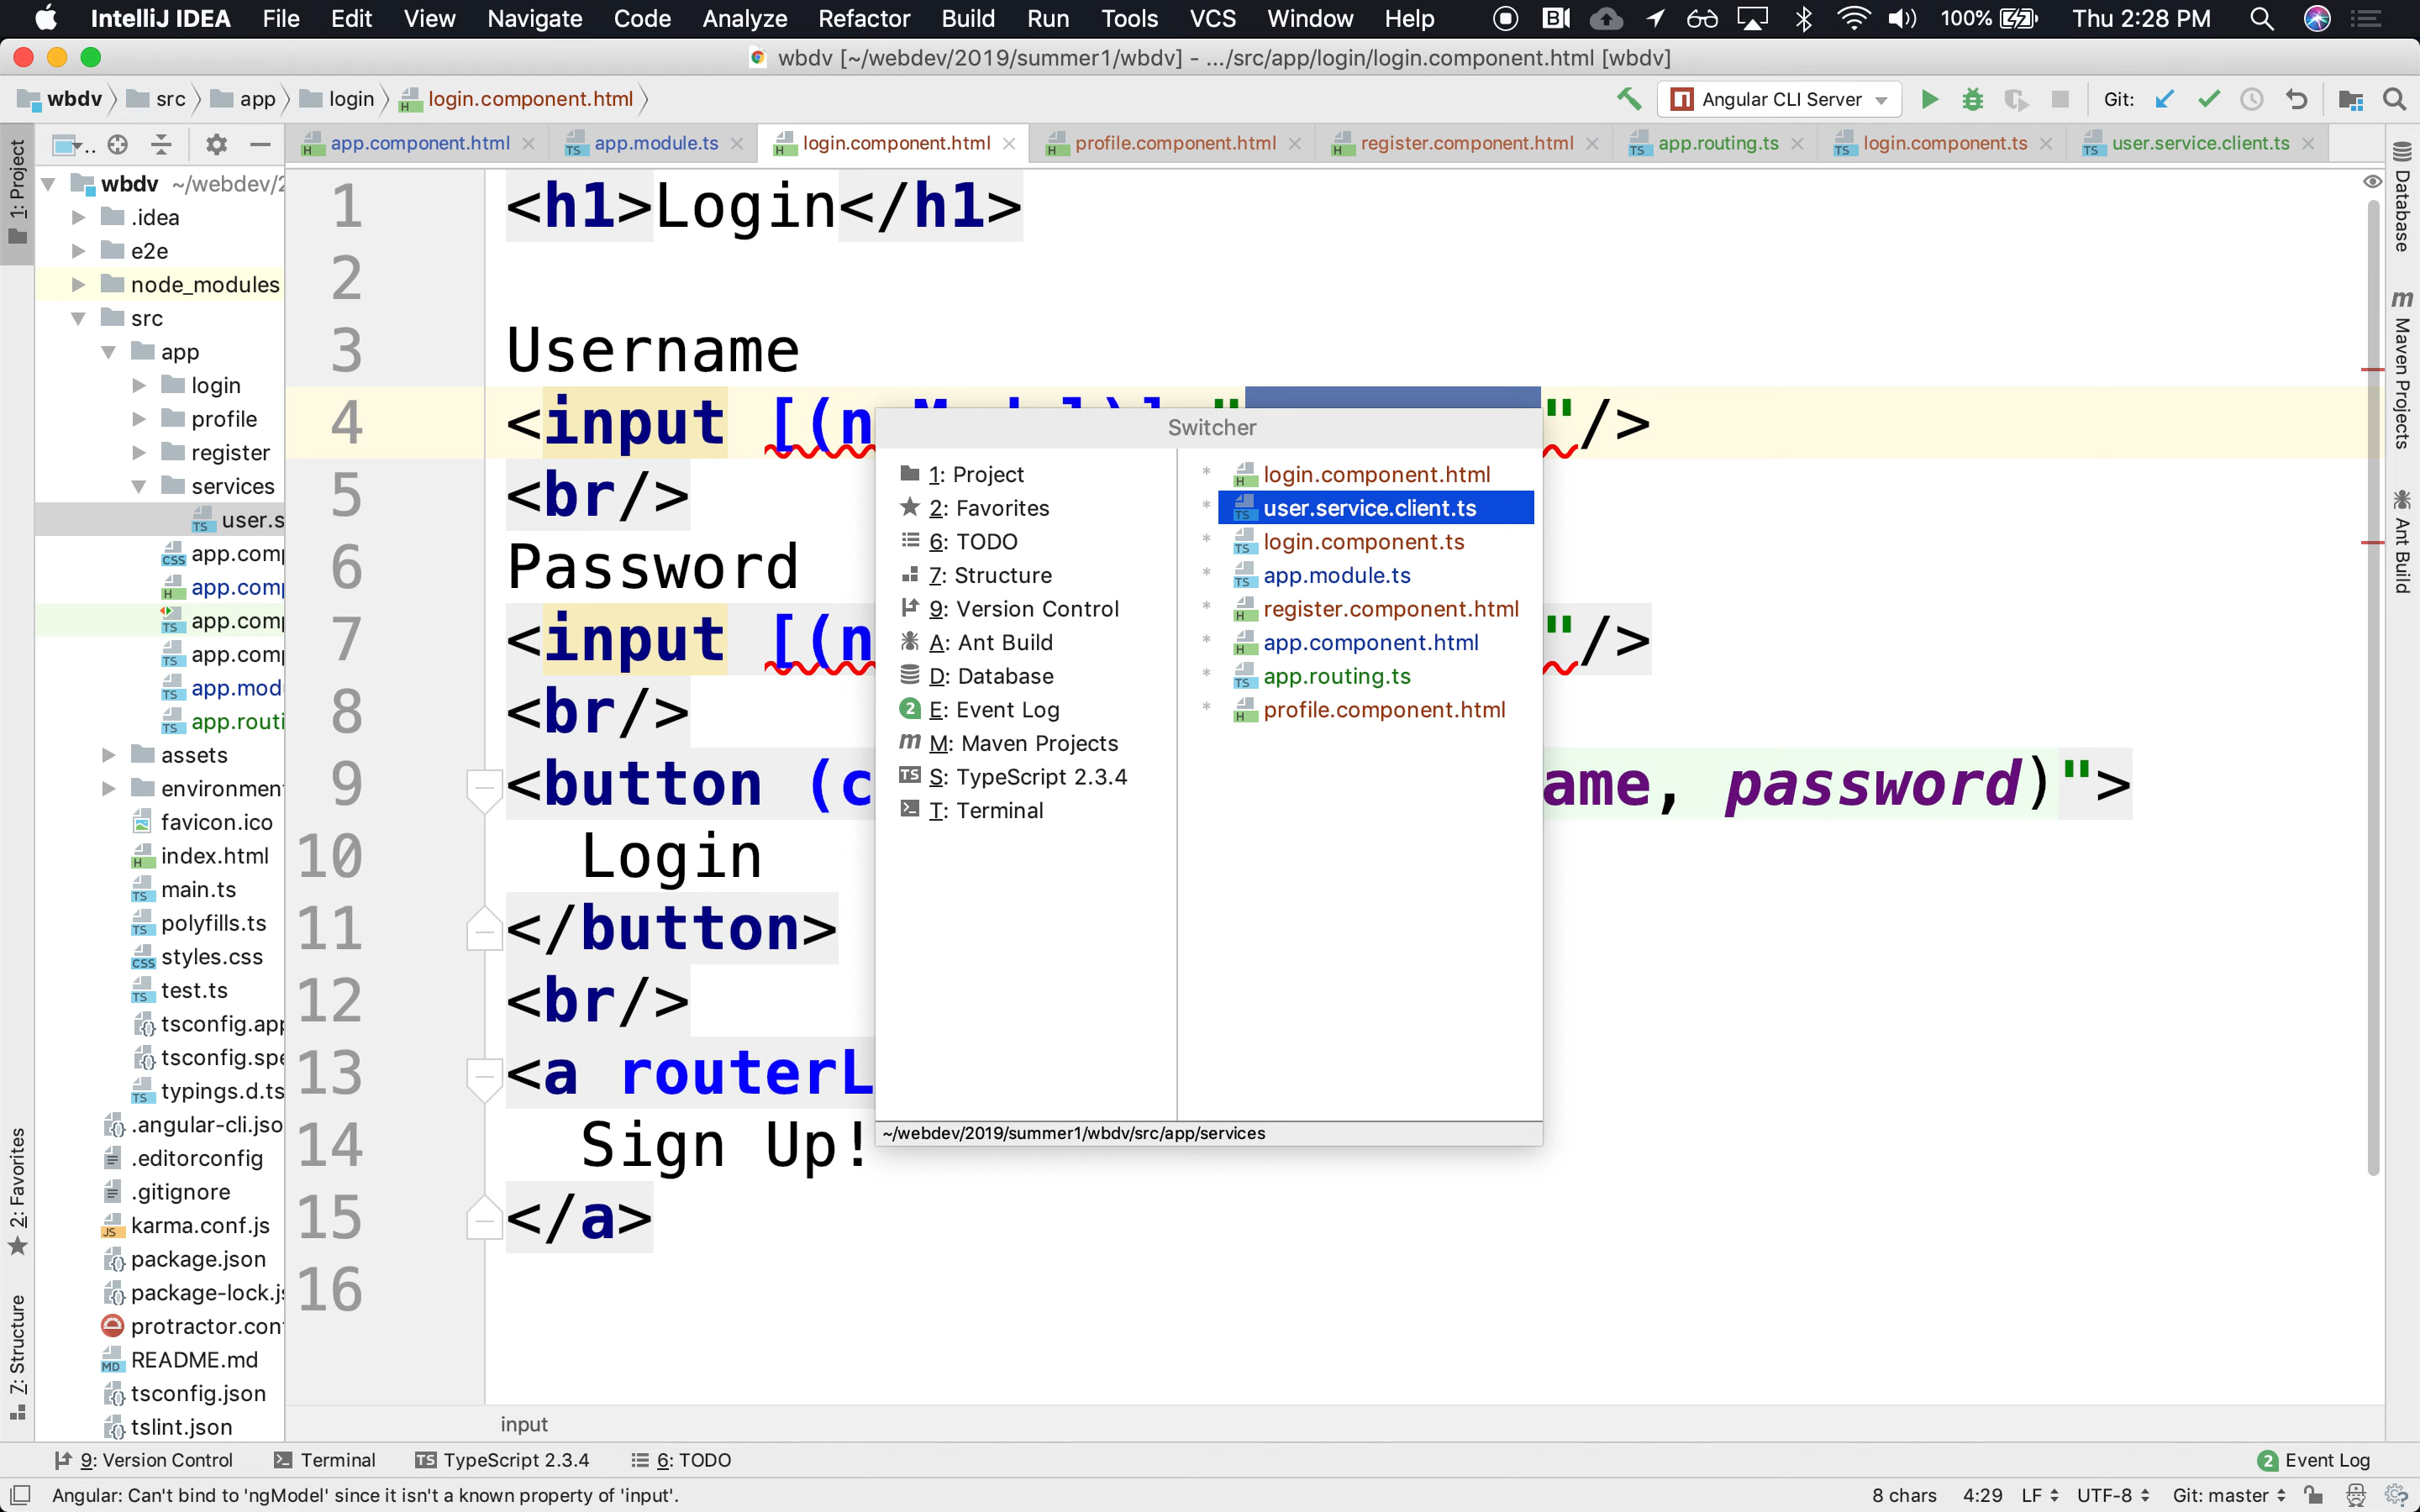 IntelliJ IDEA File Edit View Navigate Code Analyze Refactor Build Run Tools VCS Window Help 100% Thu 2:28 PM
wbdv [~/webdev/2019/summer1/wbdv] - .../src/app/login/login.component.html [wbdv]
wbdv src app login login.component.html Angular CLI Server Git:
app.component.html app.module.ts login.component.html profile.component.html register.component.html app.routing.ts login.component.ts user.service.client.ts
1: Project
2: Favorites
7: Structure
wbdv ~/webdev/2
.idea
e2e
node_modules
src
app
login
profile
register
services
user.s
app.comp
app.comp
app.comp
app.comp
app.mod
app.routi
assets
environment
favicon.ico
index.html
main.ts
polyfills.ts
styles.css
test.ts
tsconfig.app
tsconfig.spe
typings.d.ts
.angular-cli.jso
.editorconfig
.gitignore
karma.conf.js
package.json
package-lock.js
protractor.con
README.md
tsconfig.json
tslint.json
1 <h1>Login</h1>
2
3 Username
4 <input [(n "/>
5 <br/>
6 Password
7 <input [(n "/>
8 <br/>
9 <button (c ame, password)">
10 Login
11 </button>
12 <br/>
13 <a routerL
14 Sign Up!
15 </a>
16
Switcher
1: Project
2: Favorites
6: TODO
7: Structure
9: Version Control
A: Ant Build
D: Database
2 E: Event Log
M: Maven Projects
S: TypeScript 2.3.4
T: Terminal
* login.component.html
* user.service.client.ts
* login.component.ts
* app.module.ts
* register.component.html
* app.component.html
* app.routing.ts
* profile.component.html
~/webdev/2019/summer1/wbdv/src/app/services
Database
Maven Projects
Ant Build
input
9: Version Control Terminal TypeScript 2.3.4 6: TODO 2 Event Log
Angular: Can't bind to 'ngModel' since it isn't a known property of 'input'. 8 chars 4:29 LF UTF-8 Git: master